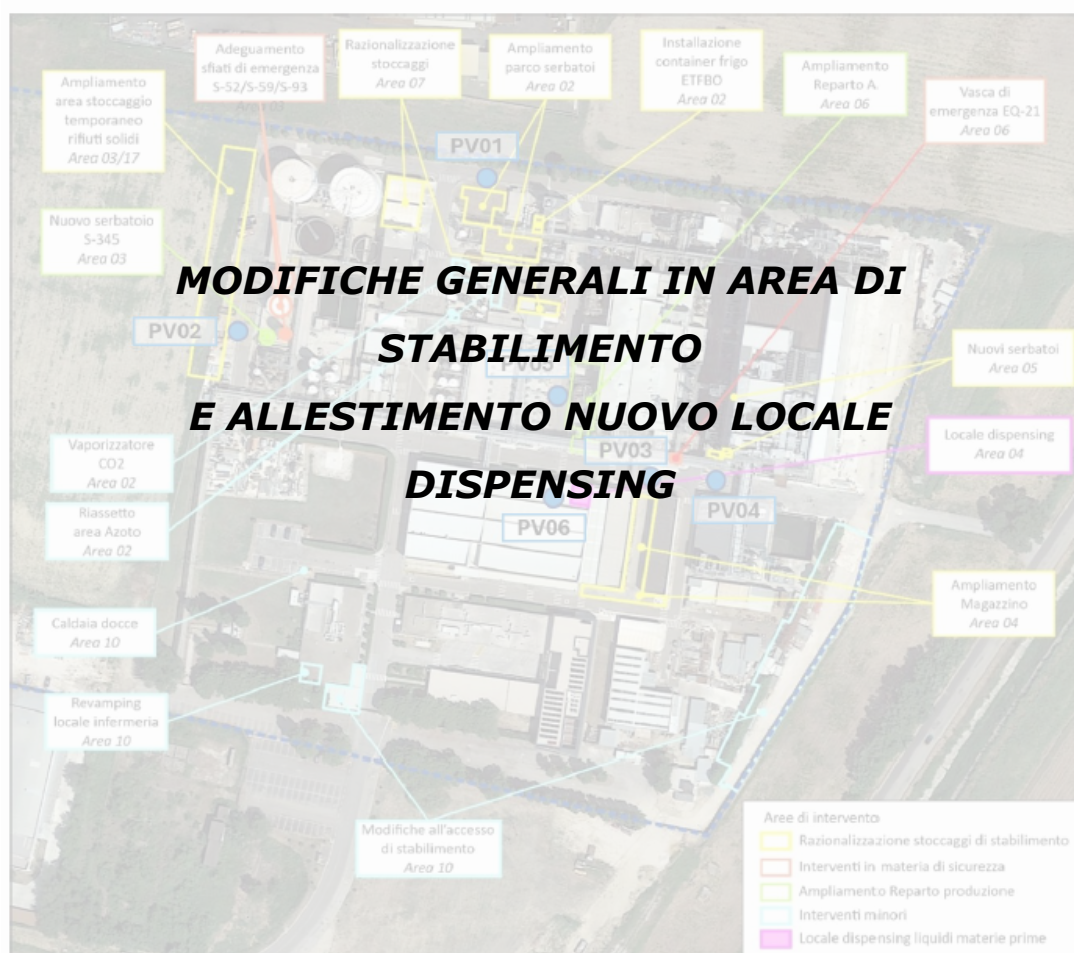 Adeguamento
sfiati di emergenza
S-52/S-59/S-93
Area 03
Razionalizzazione
stoccaggi
Area 07
Ampliamento
parco serbatoi
Area 02
Installazione
container frigo
ETFBO
Area 02
Ampliamento
Reparto A.
Area 06
Vasca di
emergenza EQ-21
Area 06
Ampliamento
area stoccaggio
temporaneo
rifiuti solidi
Area 03/17
PV01
Nuovo serbatoio
S-345
Area 03
MODIFICHE GENERALI IN AREA DI
STABILIMENTO
E ALLESTIMENTO NUOVO LOCALE
DISPENSING
PV02
PV05
Nuovi serbatoi
Area 05
Vaporizzatore
CO2
Area 02
PV03
Locale dispensing
Area 04
Riassetto
area Azoto
Area 02
PV06
PV04
Ampliamento
Magazzino
Area 04
Caldaia docce
Area 10
Revamping
locale infermeria
Area 10
Modifiche all'accesso
di stabilimento
Area 10
Aree di intervento
Razionalizzazione stoccaggi di stabilimento
Interventi in materia di sicurezza
Ampliamento Reparto produzione
Interventi minori
Locale dispensing liquidi materie prime